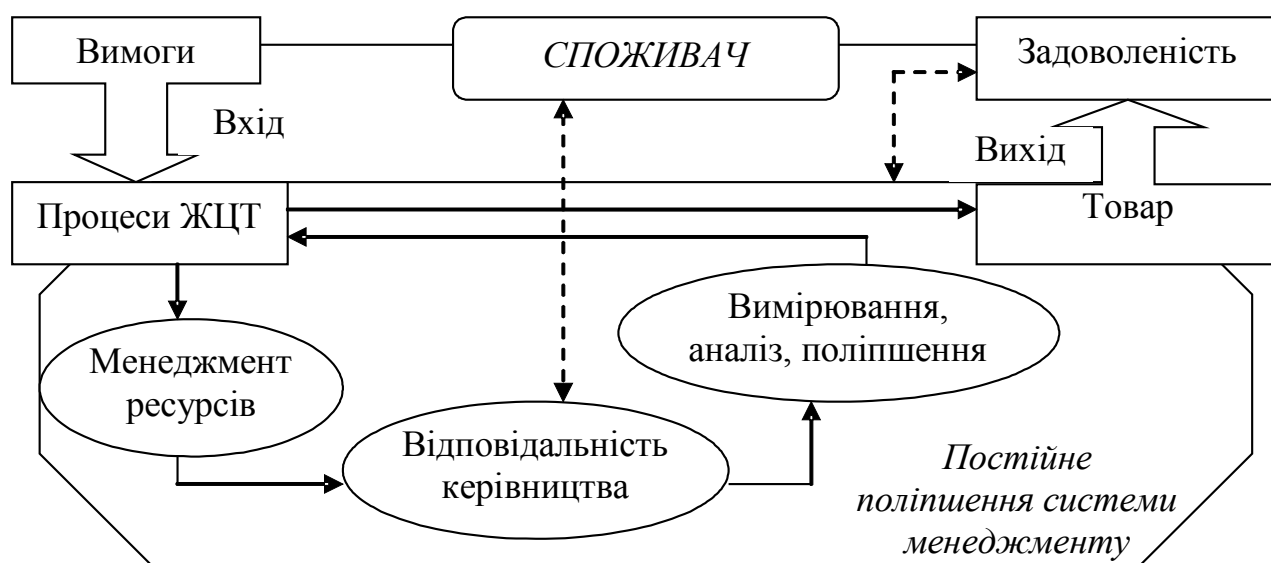 Вимоги
СПОЖИВАЧ
Задоволеність
Вхід
Вихід
Процеси ЖЦТ
Товар
Вимірювання,
аналіз, поліпшення
Менеджмент
ресурсів
Відповідальність
керівництва
Постійне
поліпшення системи
менеджменту